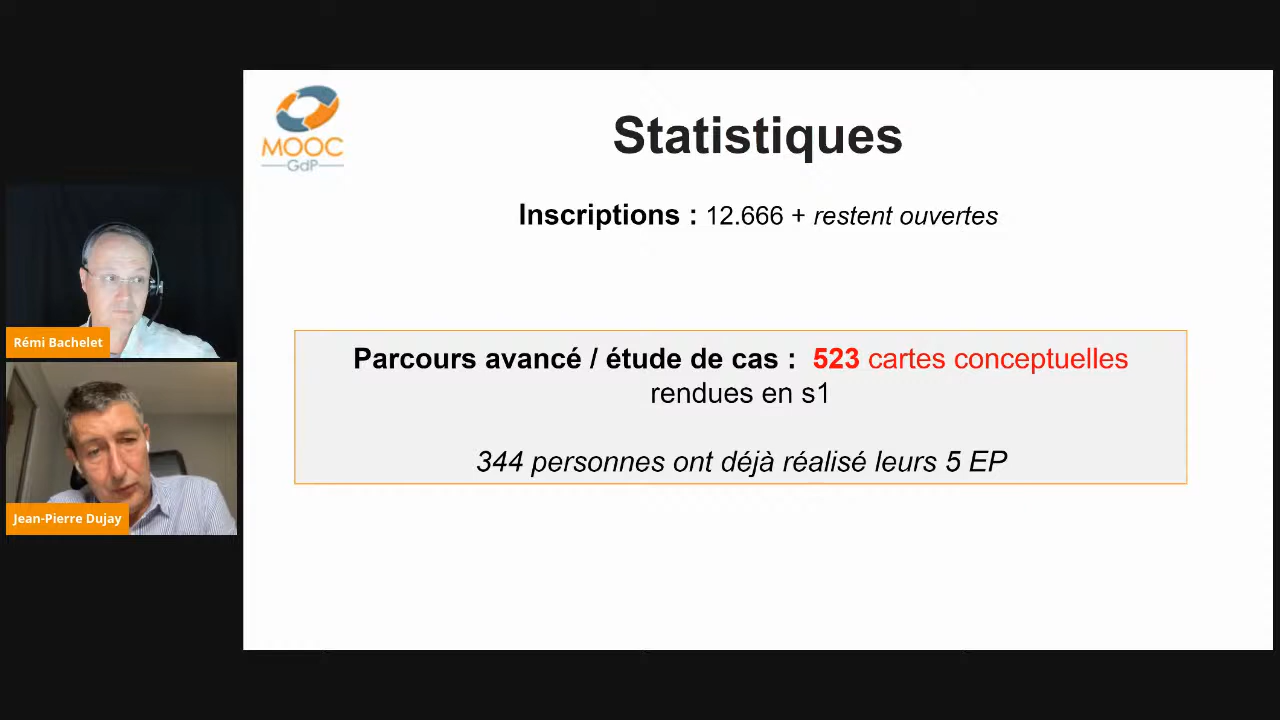 MOOC
GdP
Statistiques
Inscriptions : 12.666 + restent ouvertes
Parcours avancé / étude de cas : 523 cartes conceptuelles
rendues en s1
344 personnes ont déjà réalisé leurs 5 EP
Rémi Bachelet
Jean-Pierre Dujay